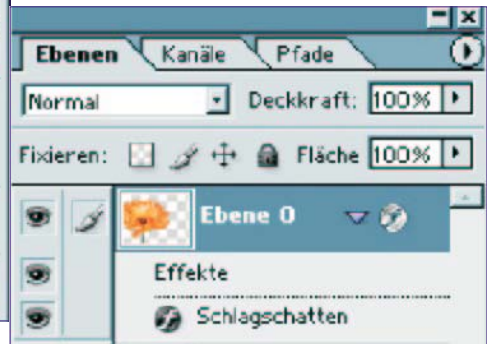 Ebenen Kanäle Pfade
Normal Deckkraft: 100%
Fixieren: Fläche 100%
Ebene 0
Effekte
Schlagschatten